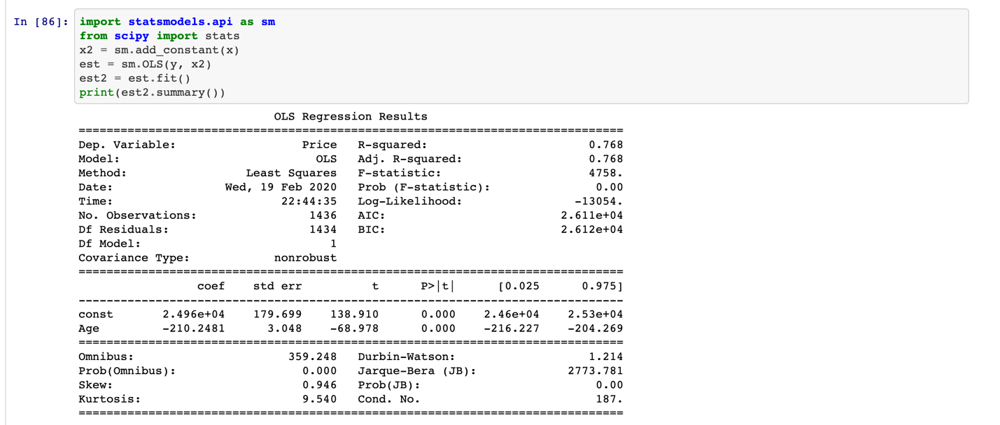 In [86]: import statsmodels.api as sm
from scipy import stats
x2 = sm.add_constant(x)
est = sm.OLS(y, x2)
est2 = est.fit()
print(est2.summary())
OLS Regression Results
==============================================================================
Dep. Variable: Price R-squared: 0.768
Model: OLS Adj. R-squared: 0.768
Method: Least Squares F-statistic: 4758.
Date: Wed, 19 Feb 2020 Prob (F-statistic): 0.00
Time: 22:44:35 Log-Likelihood: -13054.
No. Observations: 1436 AIC: 2.611e+04
Df Residuals: 1434 BIC: 2.612e+04
Df Model: 1
Covariance Type: nonrobust
==============================================================================
coef std err t P>|t| [0.025 0.975]
------------------------------------------------------------------------------
const 2.496e+04 179.699 138.910 0.000 2.46e+04 2.53e+04
Age -210.2481 3.048 -68.978 0.000 -216.227 -204.269
==============================================================================
Omnibus: 359.248 Durbin-Watson: 1.214
Prob(Omnibus): 0.000 Jarque-Bera (JB): 2773.781
Skew: 0.946 Prob(JB): 0.00
Kurtosis: 9.540 Cond. No. 187.
==============================================================================